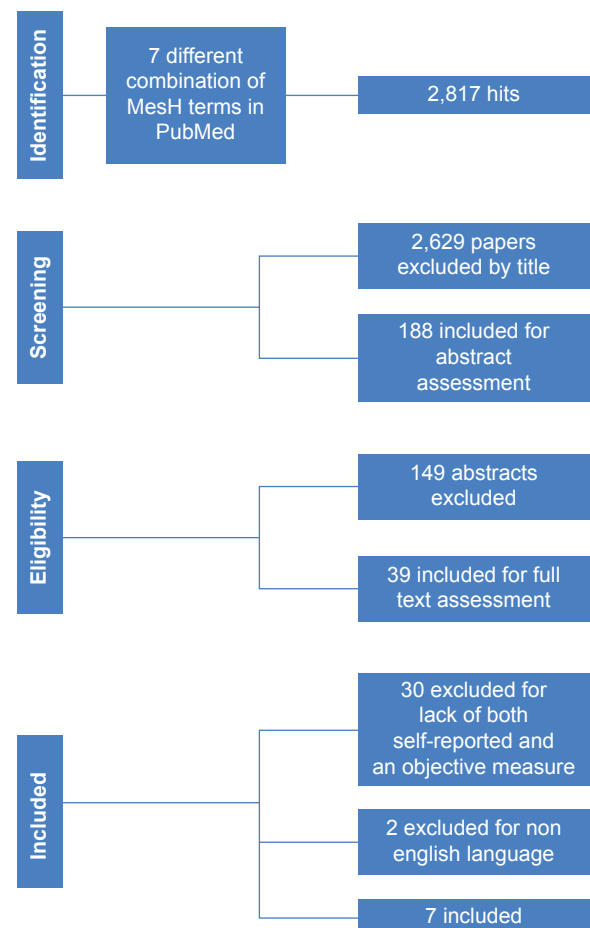 Identification
7 different
combination of
MesH terms in
PubMed
2,817 hits
Screening
2,629 papers
excluded by title
188 included for
abstract
assessment
Eligibility
149 abstracts
excluded
39 included for full
text assessment
Included
30 excluded for
lack of both
self-reported and
an objective measure
2 excluded for non
english language
7 included